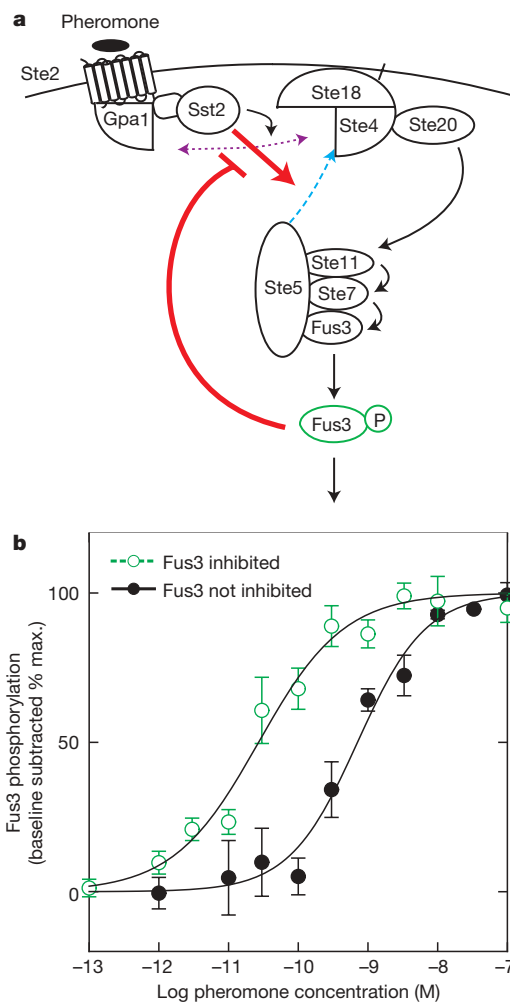 a
Pheromone
Ste2
Gpa1
Sst2
Ste18
Ste4
Ste20
Ste5
Ste11
Ste7
Fus3
Fus3
P
b
Fus3 inhibited
Fus3 not inhibited
Fus3 phosphorylation
(baseline subtracted % max.)
100
50
0
−13 −12 −11 −10 −9 −8 −7
Log pheromone concentration (M)